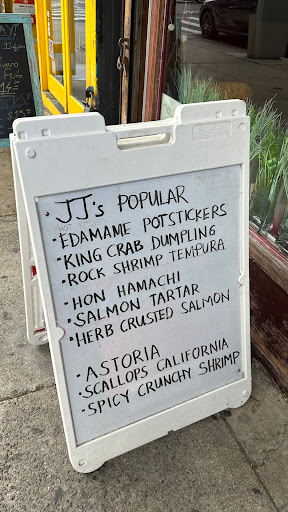 JJ's POPULAR
• EDAMAME POTSTICKERS
• KING CRAB DUMPLING
• ROCK SHRIMP TEMPURA
• HON HAMACHI
• SALMON TARTAR
• HERB CRUSTED SALMON
• ASTORIA
• SCALLOPS CALIFORNIA
• SPICY CRUNCHY SHRIMP